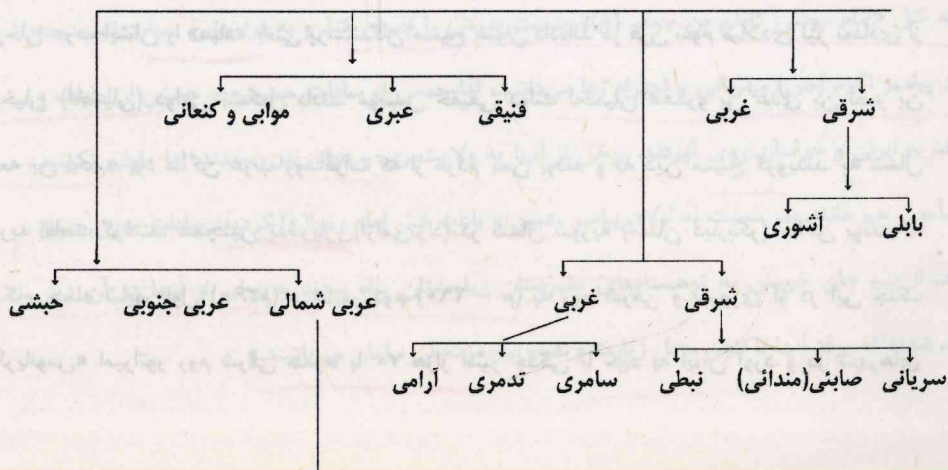 شرقی غربی فنیقی عبری موابی و کنعانی
بابلی آشوری
شرقی غربی عربی شمالی عربی جنوبی حبشی
سریانی صابئی(مندائی) نبطی سامری تدمری آرامی